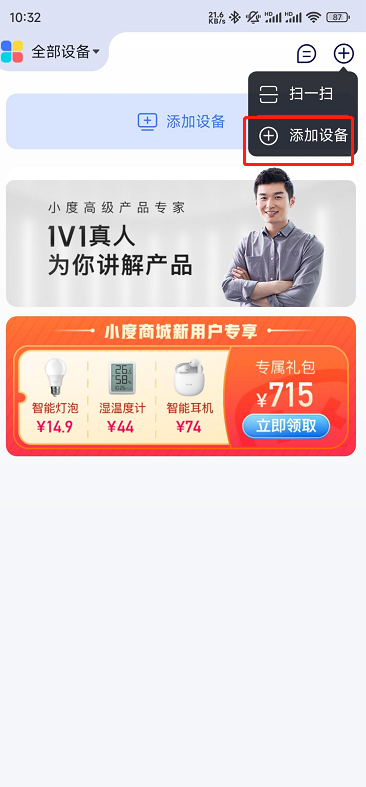 10:32
21.6
KB/s
HD
HD
87
全部设备
扫一扫
添加设备
添加设备
小度高级产品专家
1V1真人
为你讲解产品
小度商城新用户专享
专属礼包
¥715
立即领取
智能灯泡
湿温度计
智能耳机
¥14.9
¥44
¥74